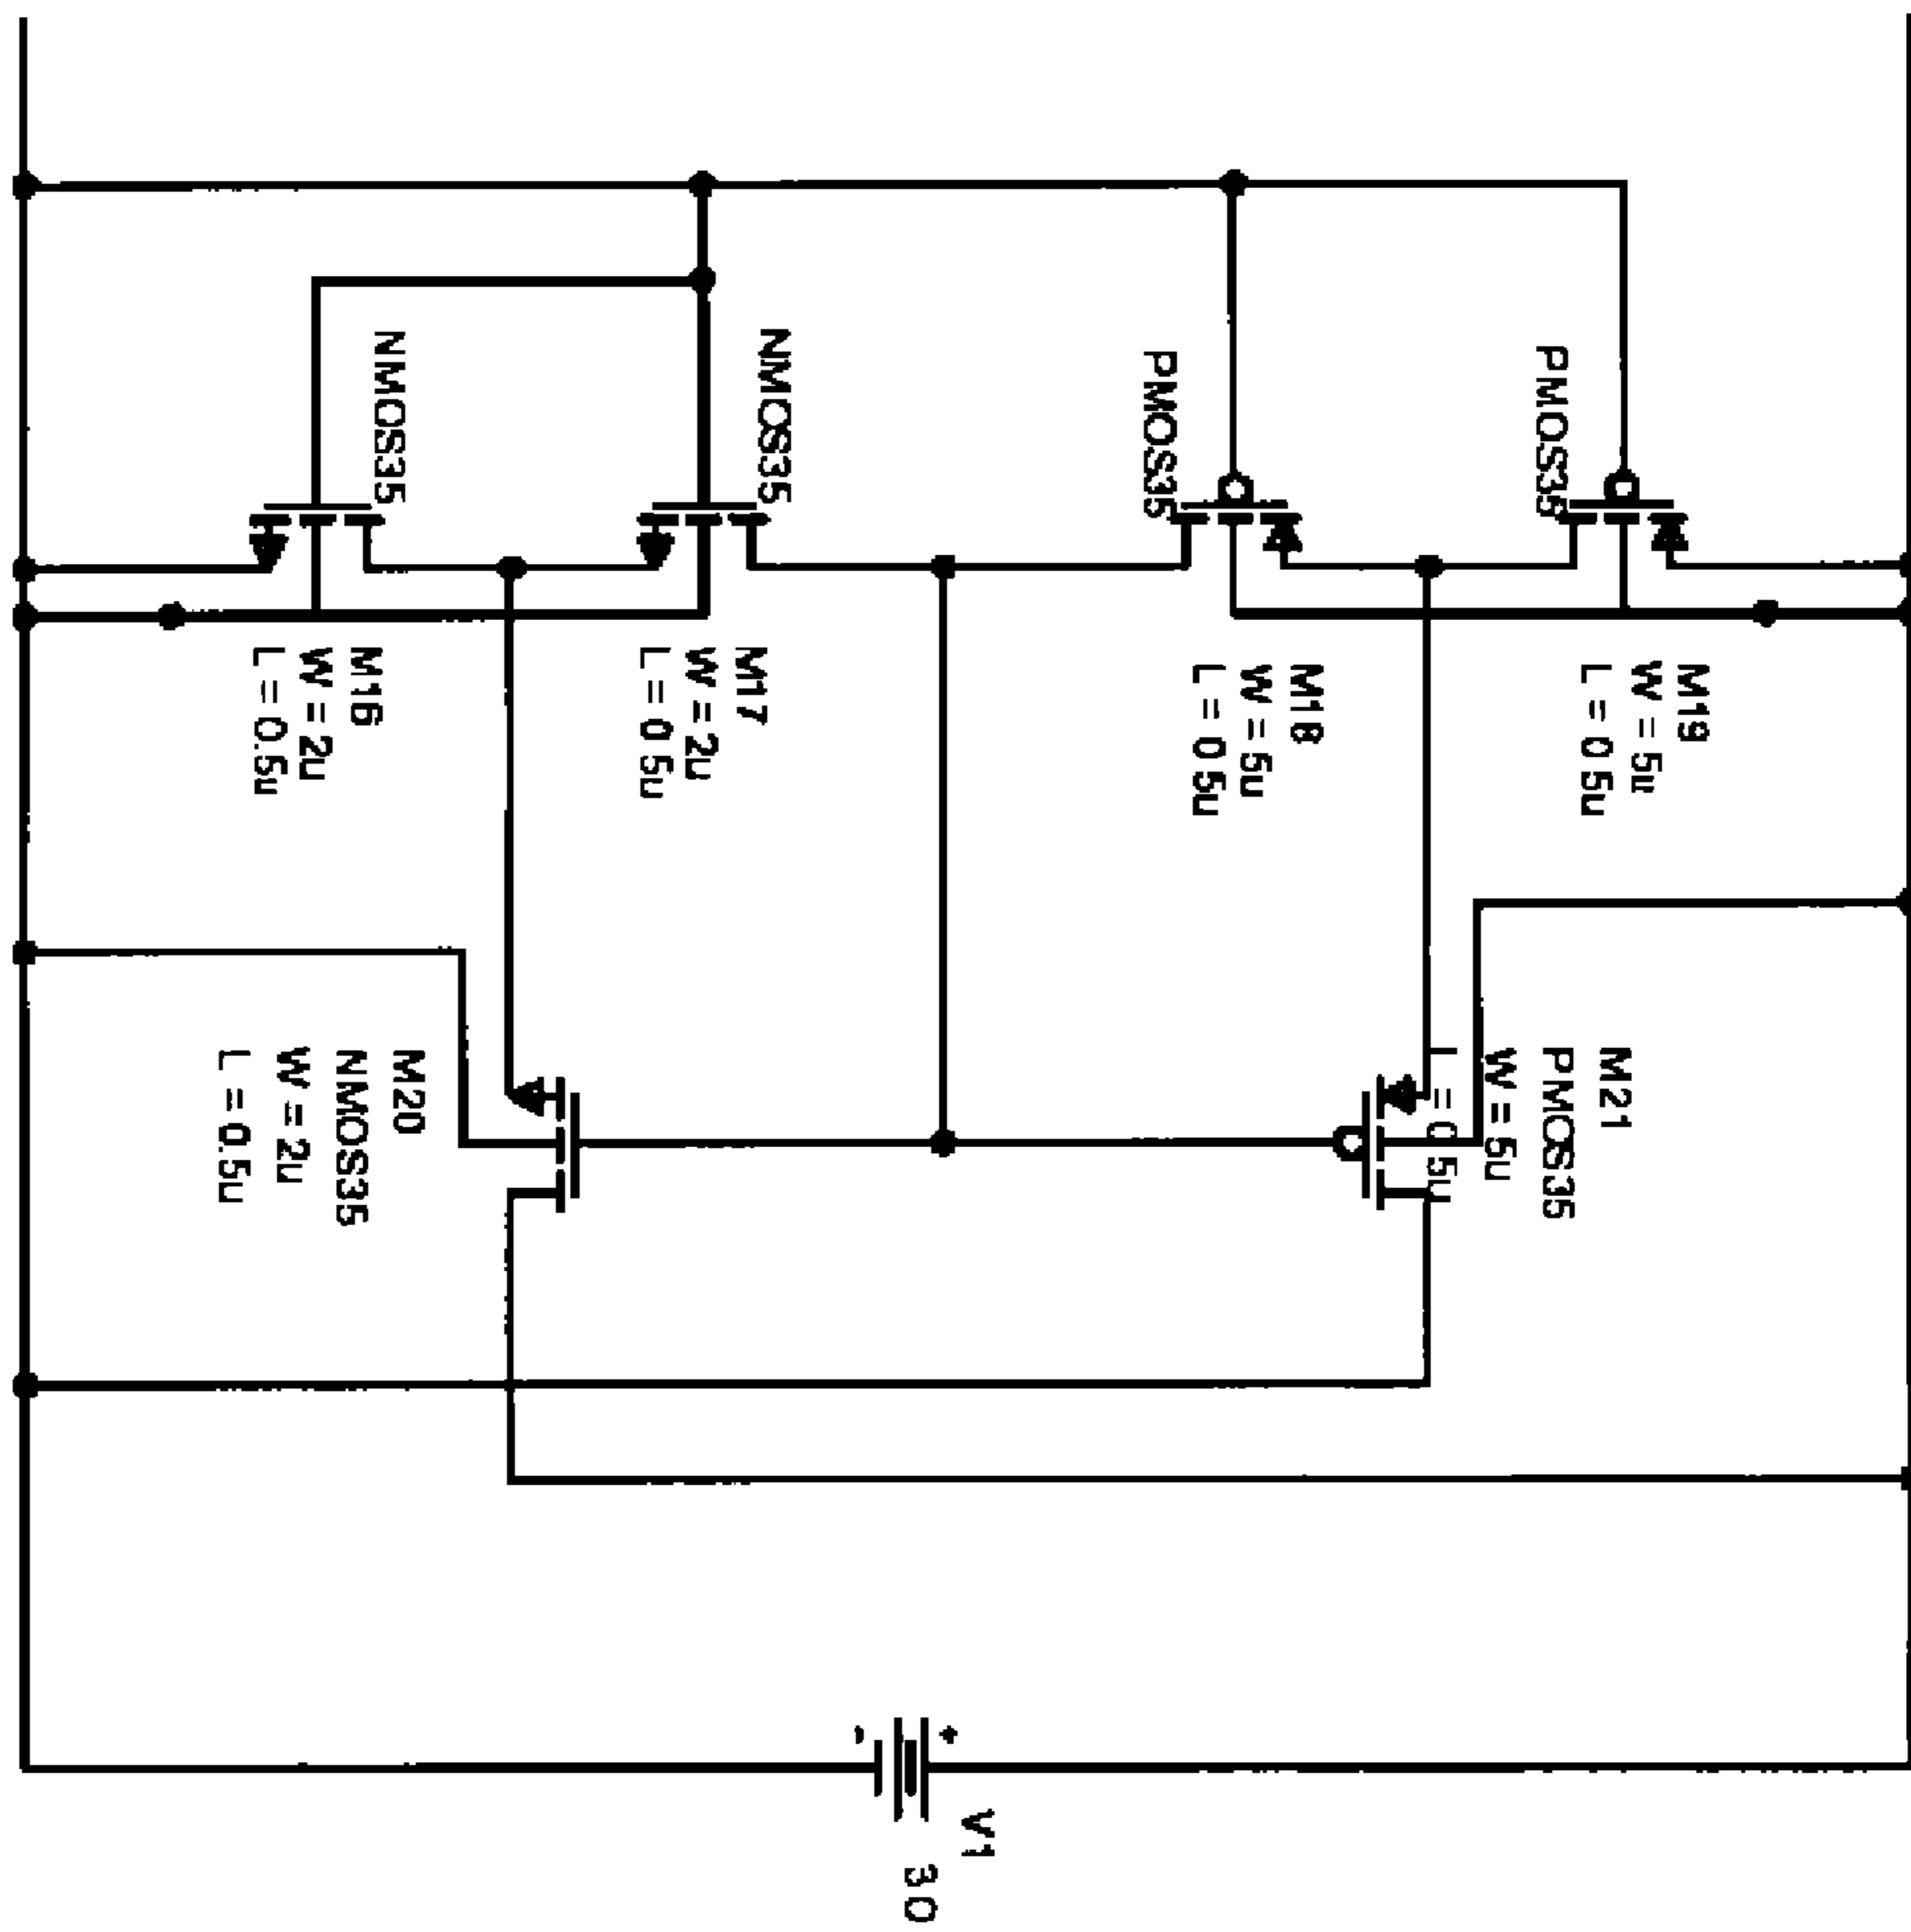 NMOS35
NMOS35
PMOS35
PMOS35
M16
W = 2u
L = 0.5u
M17
W = 2u
L = 0 5u
M18
W = 5u
L = 0 5u
M19
W = 5u
L = 0 5u
M20
NMOS35
W = 2u
L = 0.5u
M21
PMOS35
W = 5u
L = 0 5u
-
+
V1
3 0